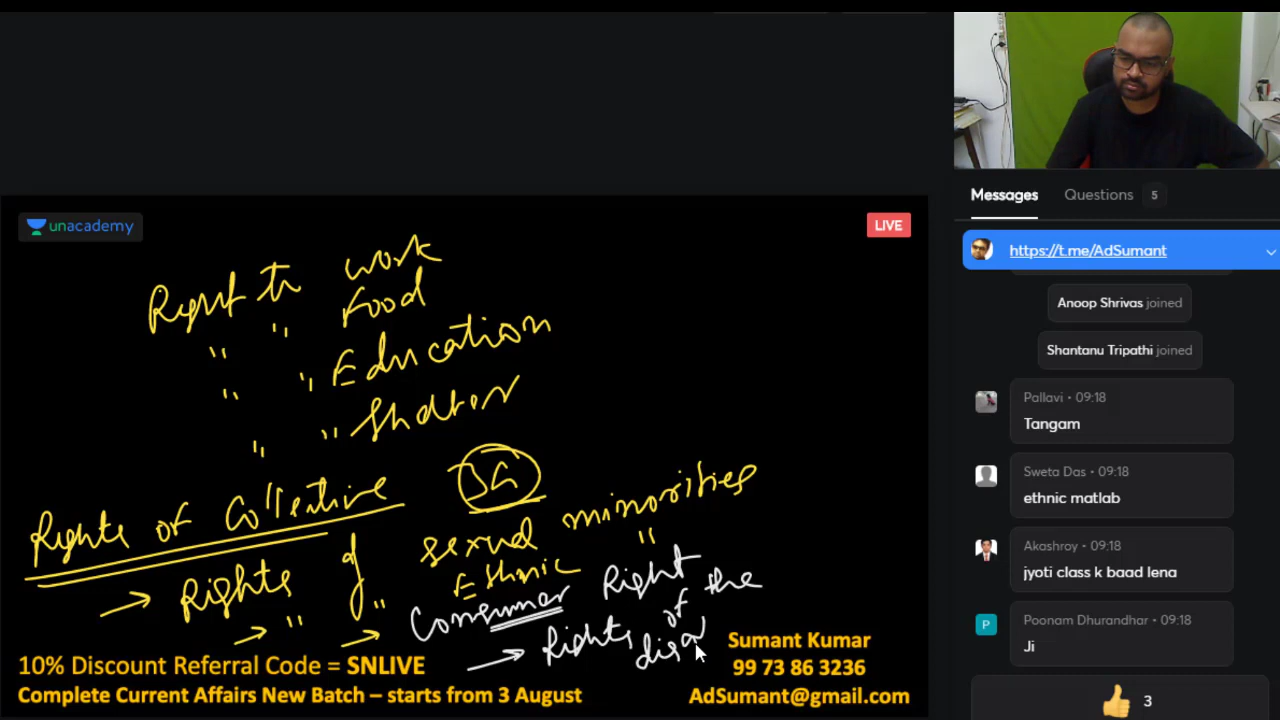 unacademy
LIVE
Right to work
" " Food
" " Education
" " Shelter
Rights of Collective
3G
→ Rights of sexual minorities
→ " " Ethnic "
→ Consumer Right
→ Rights of the
disa
10% Discount Referral Code = SNLIVE
Complete Current Affairs New Batch – starts from 3 August
Sumant Kumar
99 73 86 3236
AdSumant@gmail.com
Messages Questions 5
https://t.me/AdSumant
Anoop Shrivas joined
Shantanu Tripathi joined
Pallavi • 09:18
Tangam
Sweta Das • 09:18
ethnic matlab
Akashroy • 09:18
jyoti class k baad lena
P
Poonam Dhurandhar • 09:18
Ji
3